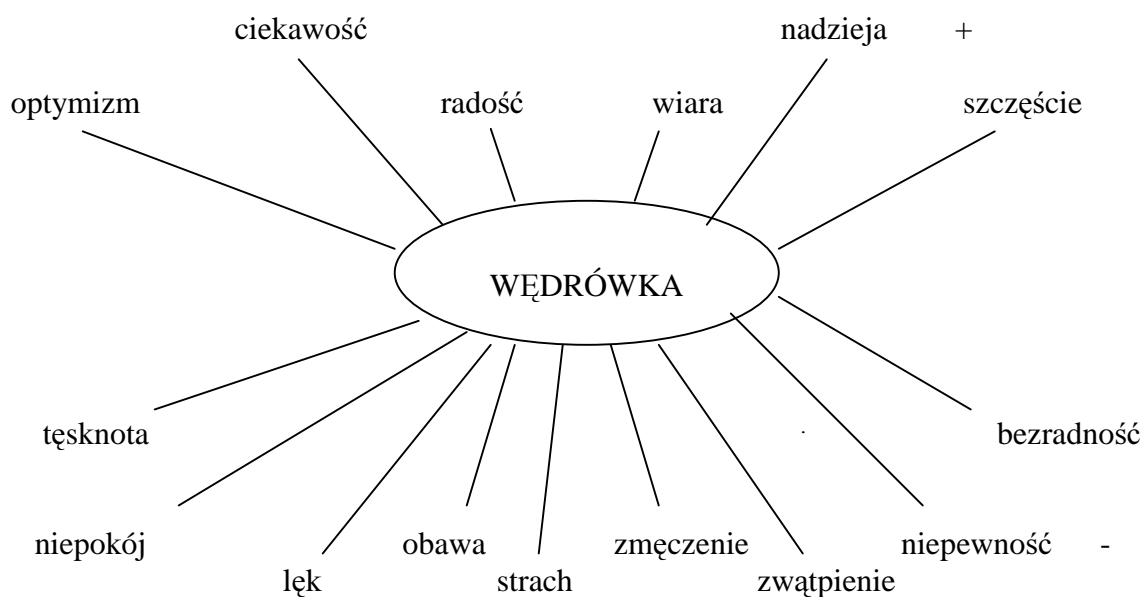 ciekawość nadzieja +
optymizm radość wiara szczęście
WĘDRÓWKA
tęsknota bezradność
niepokój obawa zmęczenie niepewność -
lęk strach zwątpienie